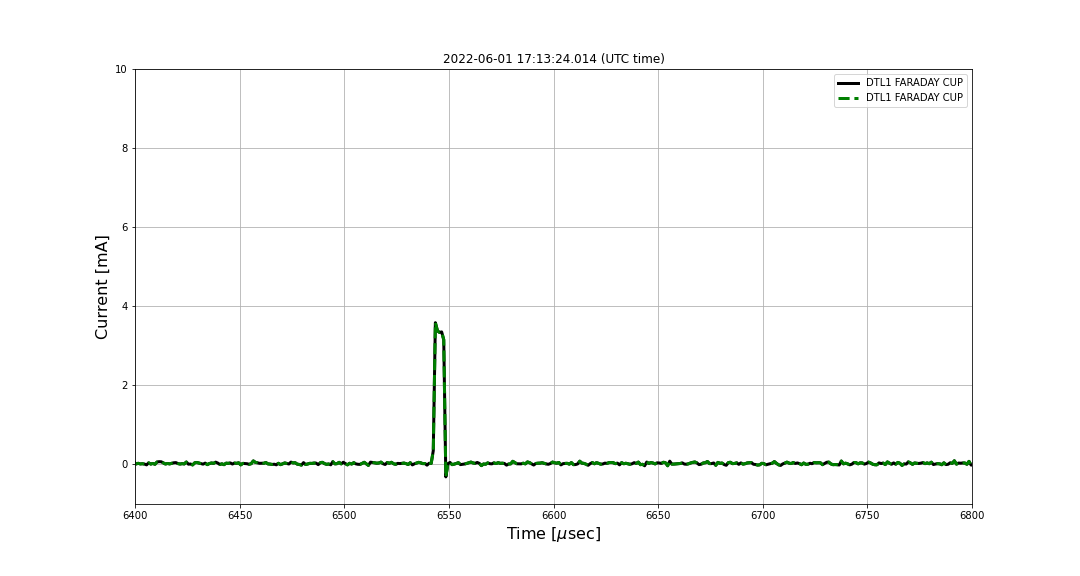 2022-06-01 17:13:24.014 (UTC time)
DTL1 FARADAY CUP
DTL1 FARADAY CUP
Current [mA]
10
8
6
4
2
0
6400 6450 6500 6550 6600 6650 6700 6750 6800
Time [μsec]